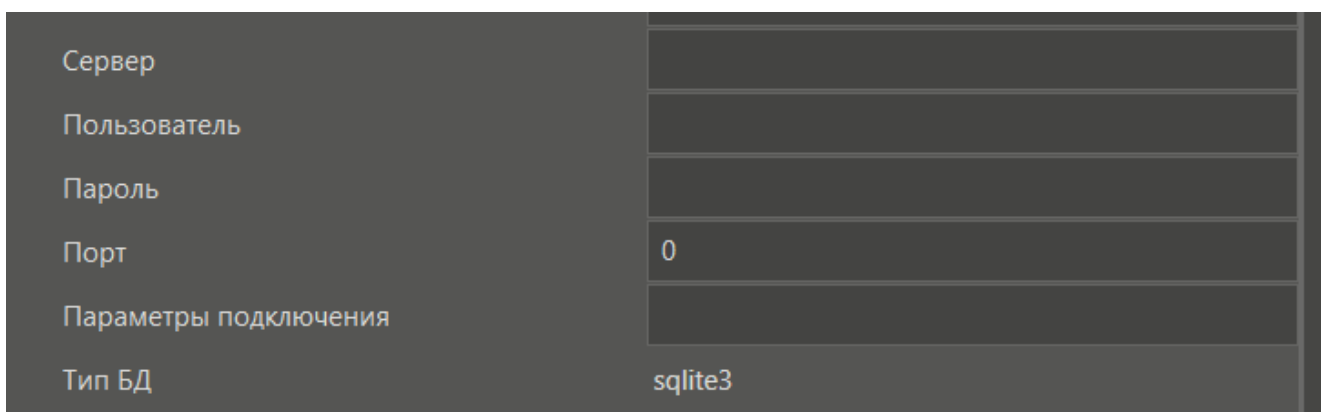 Сервер
Пользователь
Пароль
Порт 0
Параметры подключения
Тип БД sqlite3